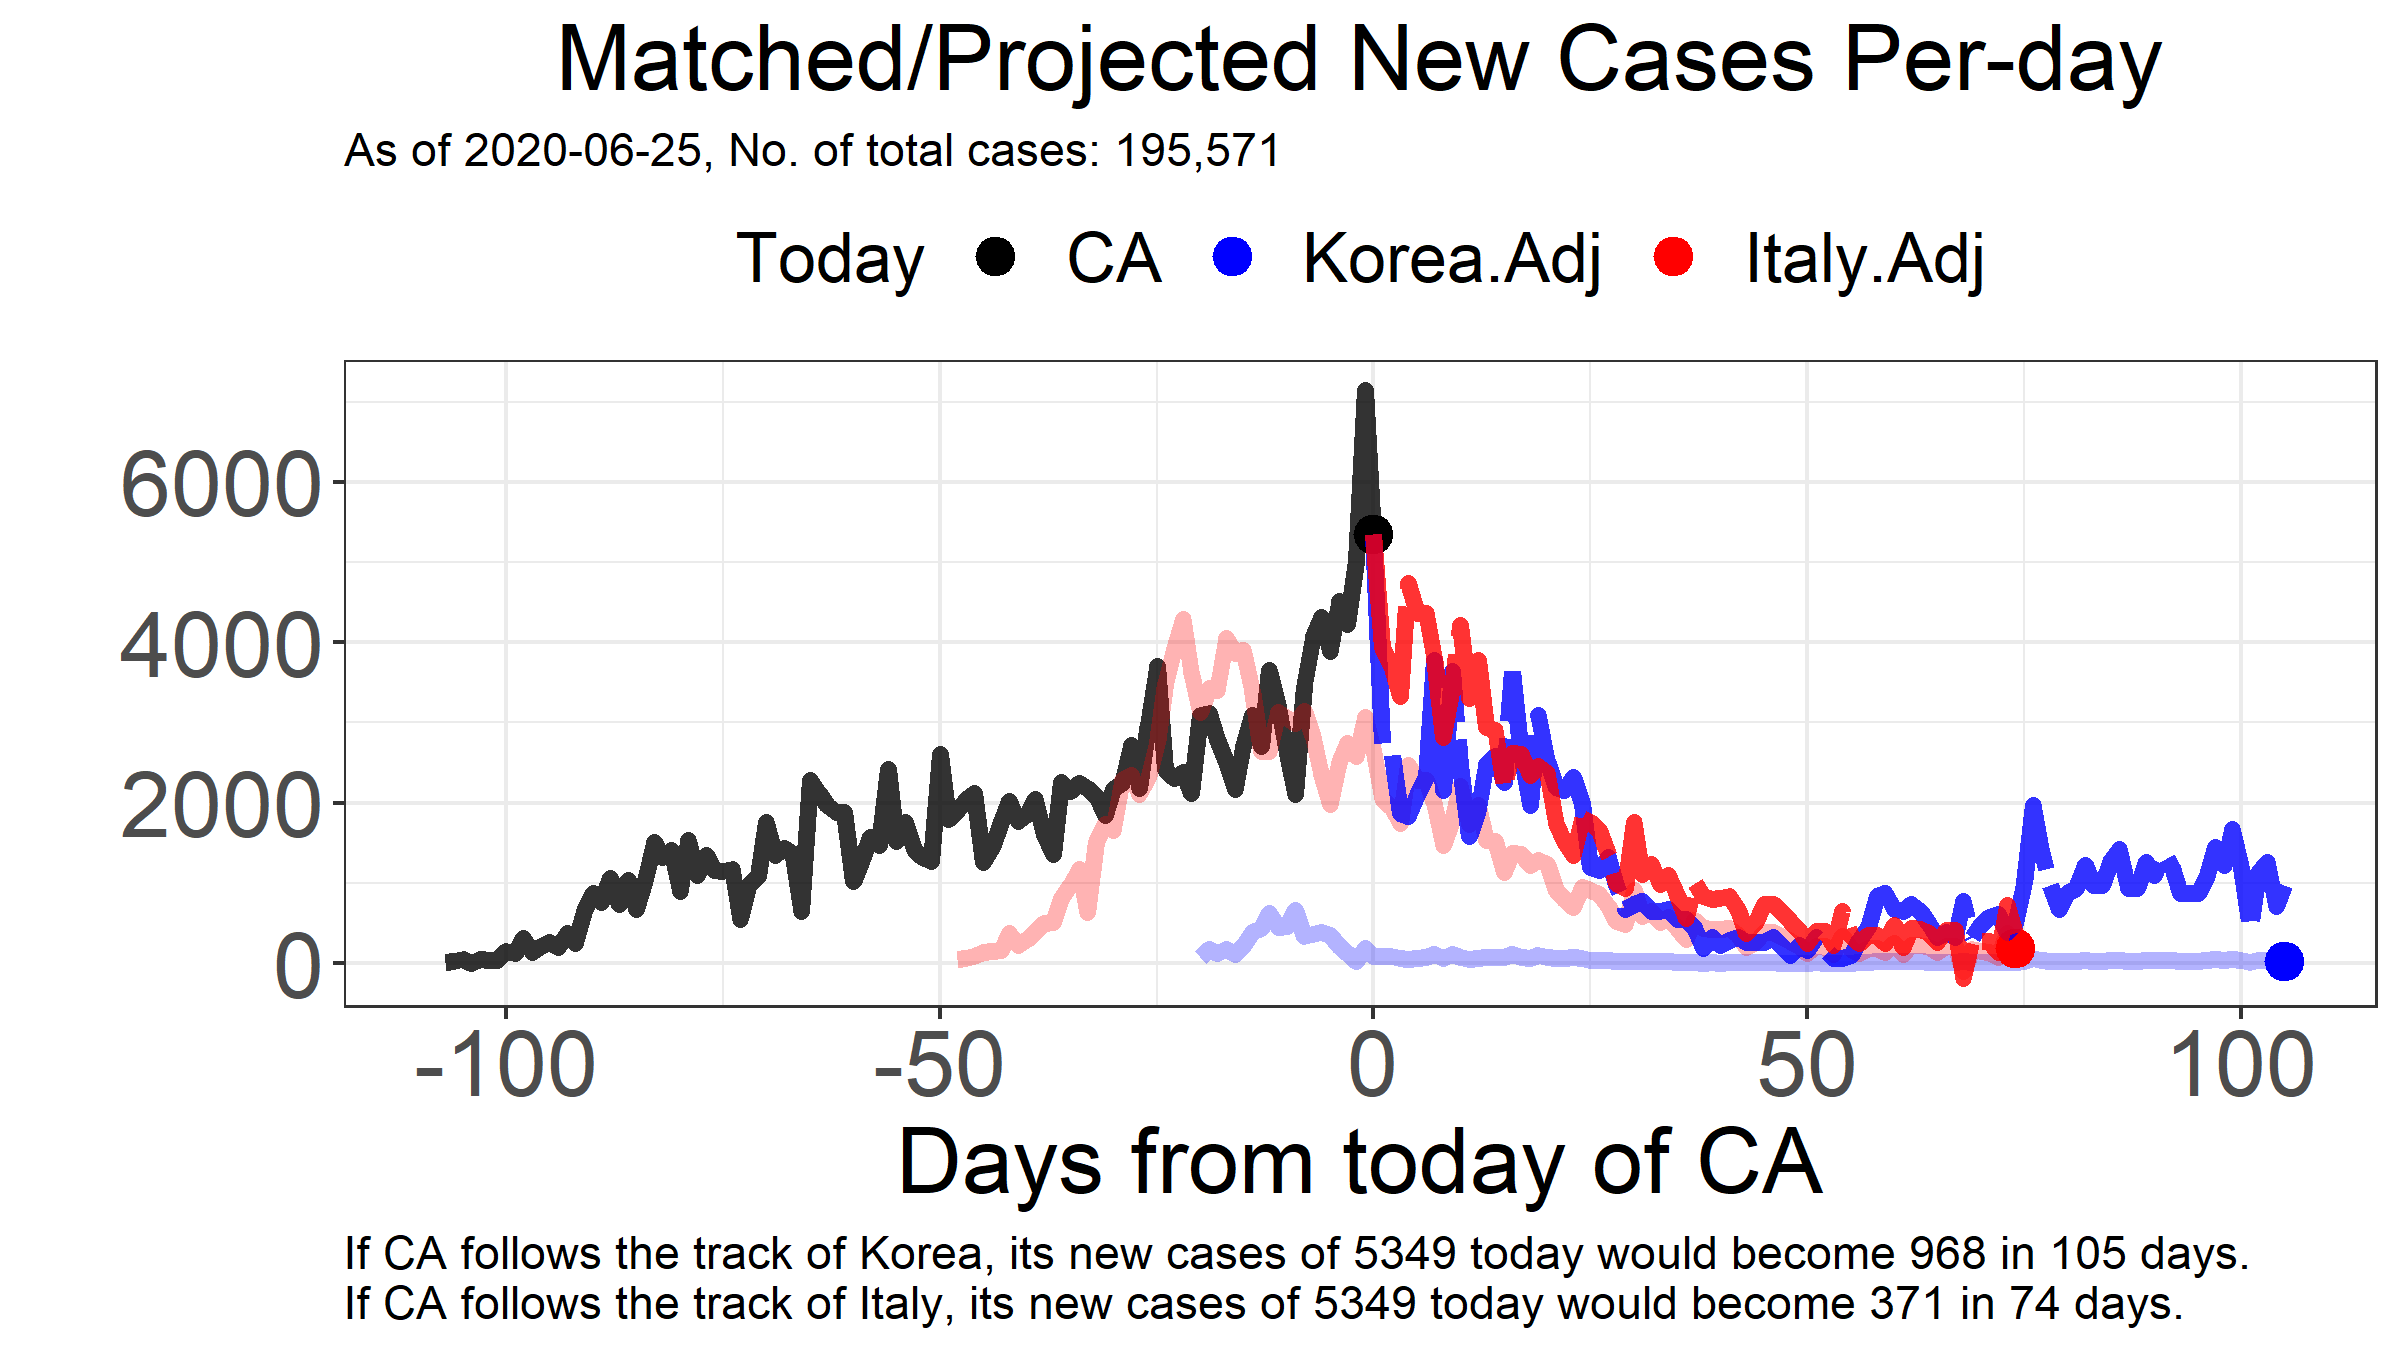 Matched/Projected New Cases Per-day
As of 2020-06-25, No. of total cases: 195,571
Today CA Korea.Adj Italy.Adj
6000
4000
2000
0
-100 -50 0 50 100
Days from today of CA
If CA follows the track of Korea, its new cases of 5349 today would become 968 in 105 days.
If CA follows the track of Italy, its new cases of 5349 today would become 371 in 74 days.